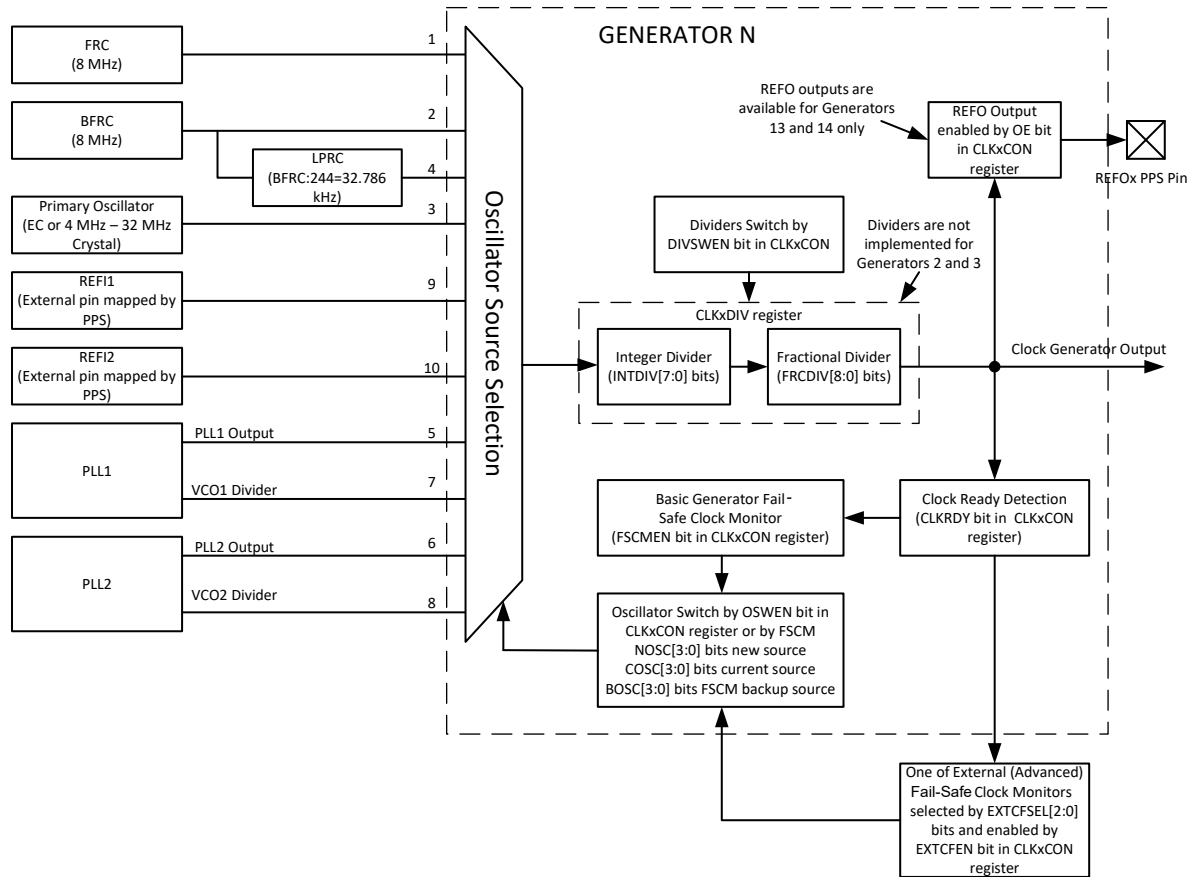 GENERATOR N
FRC
(8 MHz)
1
BFRC
(8 MHz)
2
LPRC
(BFRC:244=32.786
kHz)
4
Primary Oscillator
(EC or 4 MHz – 32 MHz
Crystal)
3
REFI1
(External pin mapped by
PPS)
9
REFI2
(External pin mapped by
PPS)
10
PLL1
PLL1 Output
5
VCO1 Divider
7
PLL2
PLL2 Output
6
VCO2 Divider
8
Oscillator Source Selection
REFO outputs are
available for Generators
13 and 14 only
REFO Output
enabled by OE bit
in CLKxCON
register
REFOx PPS Pin
Dividers Switch by
DIVSWEN bit in CLKxCON
Dividers are not
implemented for
Generators 2 and 3
CLKxDIV register
Integer Divider
(INTDIV[7:0] bits)
Fractional Divider
(FRCDIV[8:0] bits)
Clock Generator Output
Basic Generator Fail-
Safe Clock Monitor
(FSCMEN bit in CLKxCON register)
Clock Ready Detection
(CLKRDY bit in CLKxCON
register)
Oscillator Switch by OSWEN bit in
CLKxCON register or by FSCM
NOSC[3:0] bits new source
COSC[3:0] bits current source
BOSC[3:0] bits FSCM backup source
One of External (Advanced)
Fail-Safe Clock Monitors
selected by EXTCFSEL[2:0]
bits and enabled by
EXTCFEN bit in CLKxCON
register